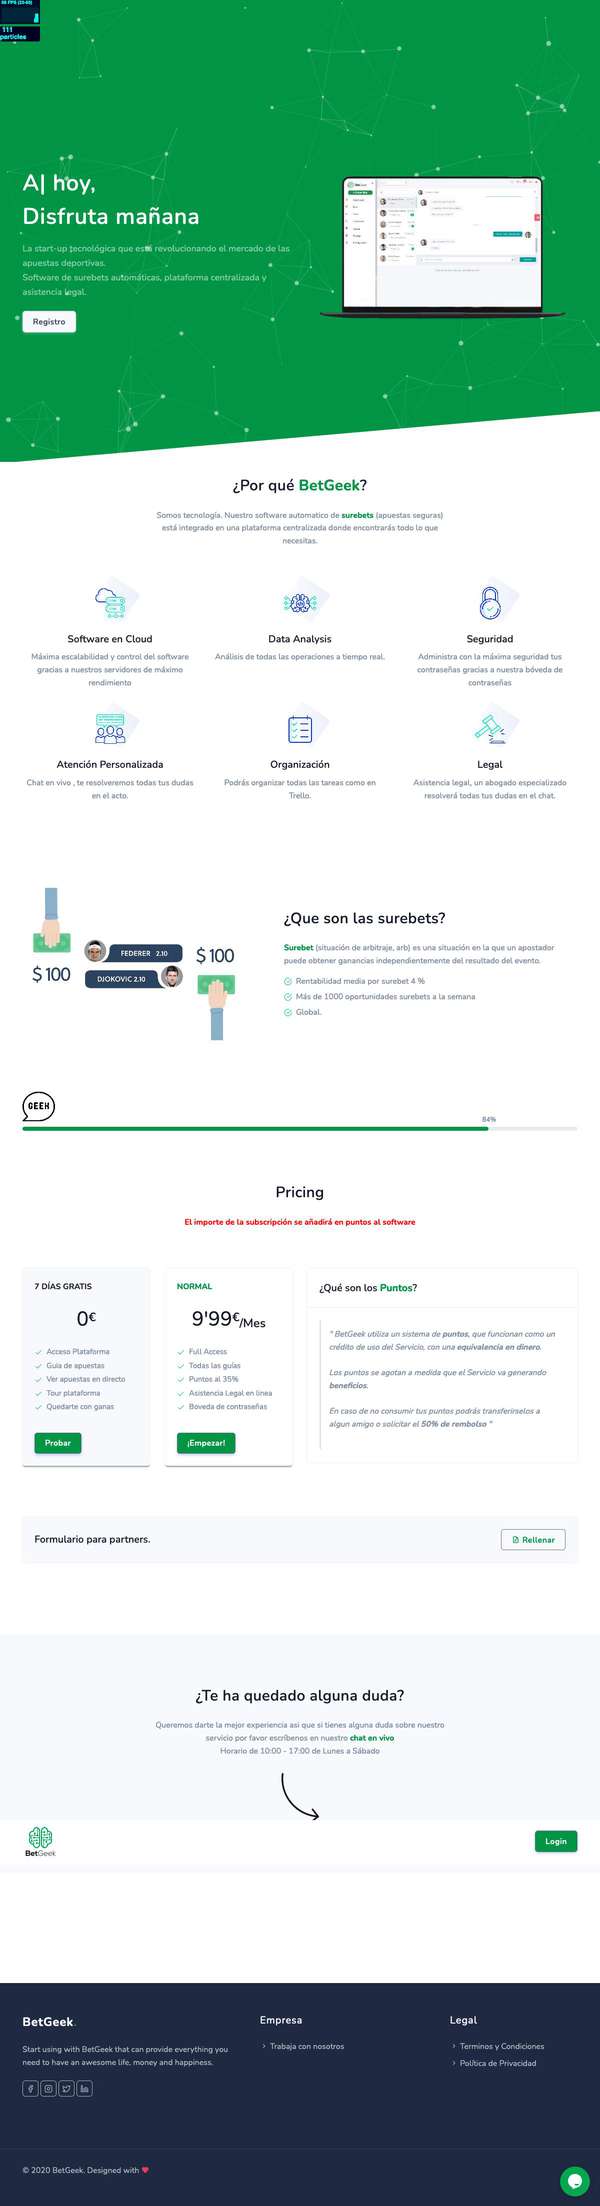 111
particles
A| hoy,
Disfruta mañana
La start-up tecnológica que está revolucionando el mercado de las
apuestas deportivas.
Software de surebets automáticas, plataforma centralizada y
asistencia legal.
Registro
¿Por qué BetGeek?
Somos tecnología. Nuestro software automatico de surebets (apuestas seguras)
está integrado en una plataforma centralizada donde encontrarás todo lo que
necesitas.
Software en Cloud
Máxima escalabilidad y control del software
gracias a nuestros servidores de máximo
rendimiento
Data Analysis
Análisis de todas las operaciones a tiempo real.
Seguridad
Administra con la máxima seguridad tus
contraseñas gracias a nuestra bóveda de
contraseñas
Atención Personalizada
Chat en vivo , te resolveremos todas tus dudas
en el acto.
Organización
Podrás organizar todas las tareas como en
Trello.
Legal
Asistencia legal, un abogado especializado
resolverá todas tus dudas en el chat.
$ 100
FEDERER 2.10
DJOKOVIC 2.10
$ 100
¿Que son las surebets?
Surebet (situación de arbitraje, arb) es una situación en la que un apostador
puede obtener ganancias independientemente del resultado del evento.
Rentabilidad media por surebet 4 %
Más de 1000 oportunidades surebets a la semana
Global.
GEEK
84%
Pricing
El importe de la subscripción se añadirá en puntos al software
7 DÍAS GRATIS
0€
Acceso Plataforma
Guia de apuestas
Ver apuestas en directo
Tour plataforma
Quedarte con ganas
Probar
NORMAL
9'99€/Mes
Full Access
Todas las guías
Puntos al 35%
Asistencia Legal en linea
Boveda de contraseñas
¡Empezar!
¿Qué son los Puntos?
" BetGeek utiliza un sistema de puntos, que funcionan como un
crédito de uso del Servicio, con una equivalencia en dinero.
Los puntos se agotan a medida que el Servicio va generando
beneficios.
En caso de no consumir tus puntos podrás transferirselos a
algun amigo o solicitar el 50% de rembolso "
Formulario para partners.
Rellenar
¿Te ha quedado alguna duda?
Queremos darte la mejor experiencia asi que si tienes alguna duda sobre nuestro
servicio por favor escríbenos en nuestro chat en vivo
Horario de 10:00 - 17:00 de Lunes a Sábado
BetGeek
Login
BetGeek.
Start using with BetGeek that can provide everything you
need to have an awesome life, money and happiness.
Empresa
Trabaja con nosotros
Legal
Terminos y Condiciones
Política de Privacidad
© 2020 BetGeek. Designed with